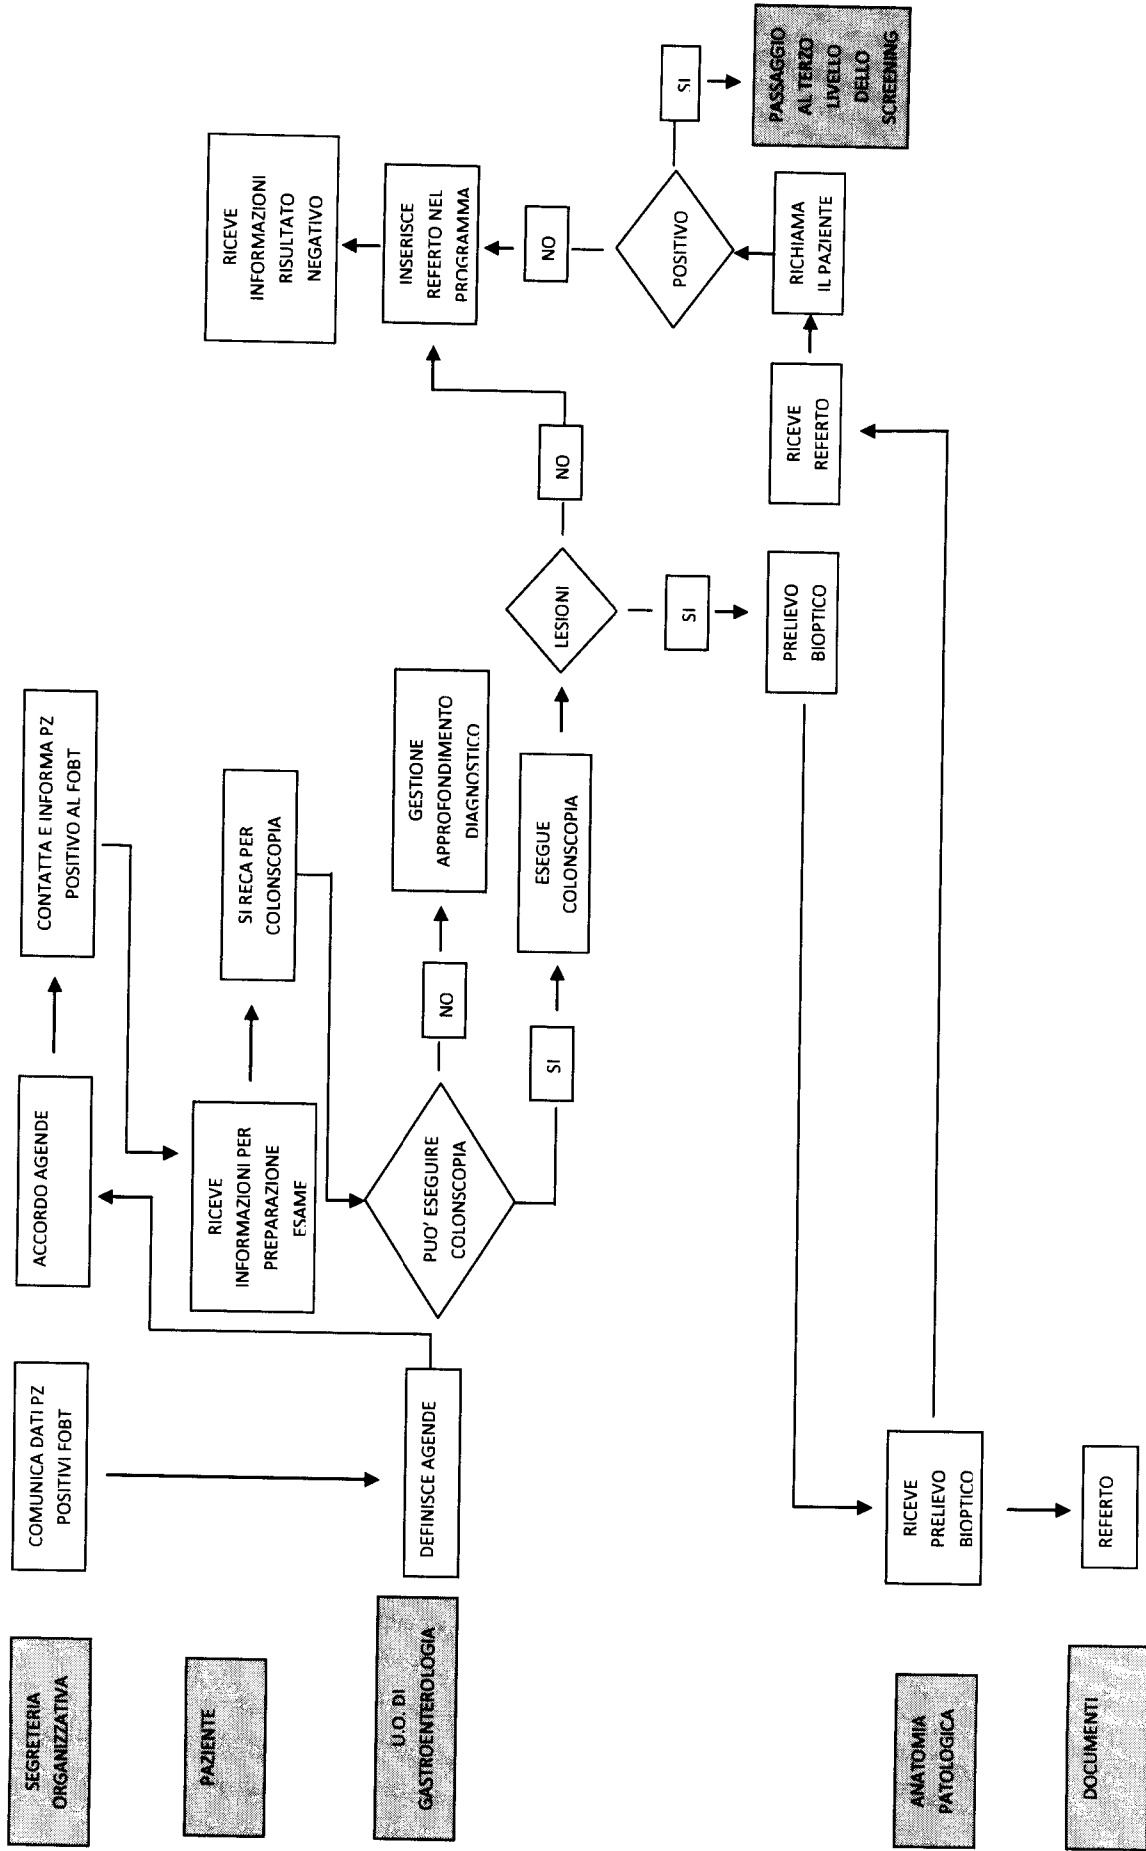 SEGRETERIA
ORGANIZZATIVA
COMUNICA DATI PZ
POSITIVI FOBT
ACCORDO AGENDE
CONTATTA E INFORMA PZ
POSITIVO AL FOBT
PAZIENTE
RICEVE
INFORMAZIONI PER
PREPARAZIONE
ESAME
SI RECA PER
COLONSCOPIA
RICEVE
INFORMAZIONI
RISULTATO
NEGATIVO
U.O. DI
GASTROENTEROLOGIA
DEFINISCE AGENDE
PUO' ESEGUIRE
COLONSCOPIA
NO
GESTIONE
APPROFONDIMENTO
DIAGNOSTICO
SI
ESEGUE
COLONSCOPIA
LESIONI
NO
INSERISCE
REFERTO NEL
PROGRAMMA
SI
PRELIEVO
BIOPTICO
RICEVE
REFERTO
RICHIAMA
IL PAZIENTE
POSITIVO
NO
SI
PASSAGGIO
AL TERZO
LIVELLO
DELLO
SCREENING
ANATOMIA
PATOLOGICA
RICEVE
PRELIEVO
BIOPTICO
DOCUMENTI
REFERTO